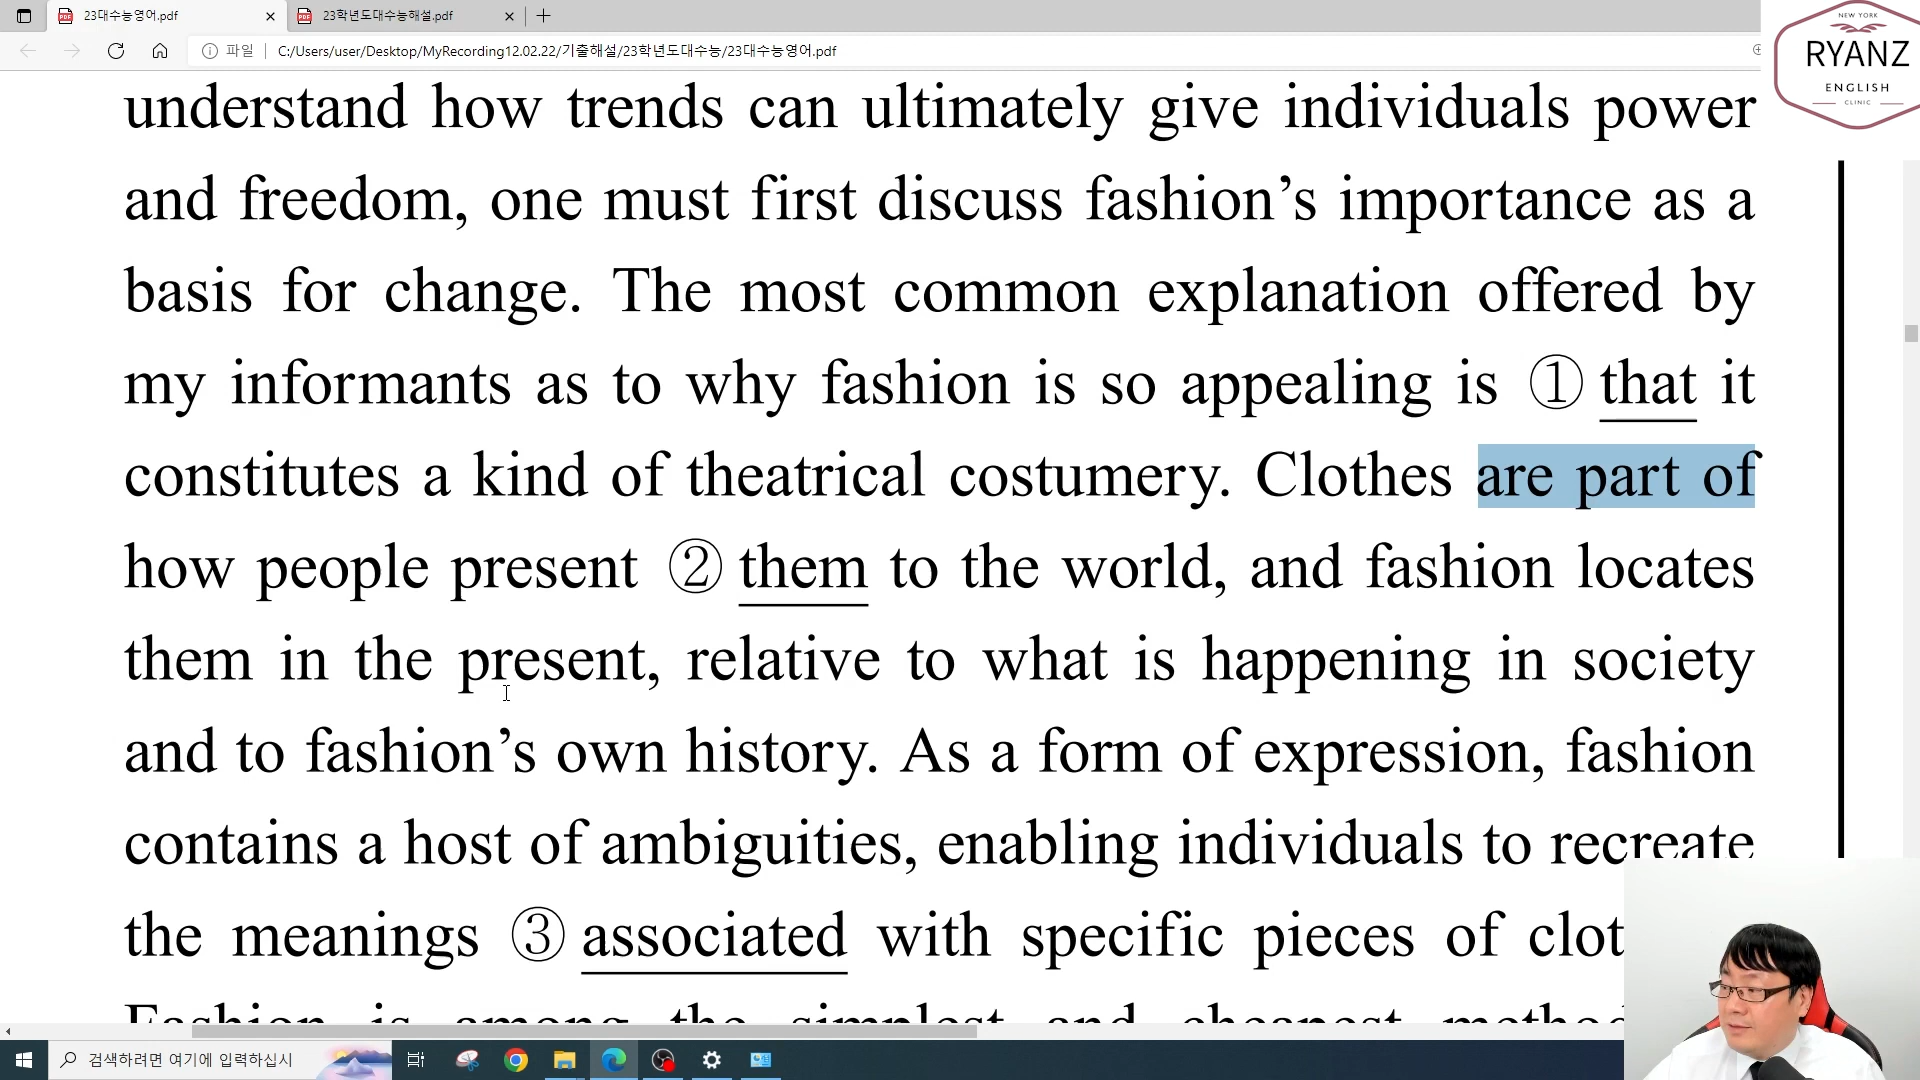 23대수능영어.pdf
23학년도대수능해설.pdf
파일
C:/Users/user/Desktop/MyRecording12.02.22/기출해설/23학년도대수능/23대수능영어.pdf
NEW YORK
RYANZ
ENGLISH
CLINIC
understand how trends can ultimately give individuals power
and freedom, one must first discuss fashion’s importance as a
basis for change. The most common explanation offered by
my informants as to why fashion is so appealing is ① that it
constitutes a kind of theatrical costumery. Clothes are part of
how people present ② them to the world, and fashion locates
them in the present, relative to what is happening in society
and to fashion’s own history. As a form of expression, fashion
contains a host of ambiguities, enabling individuals to recreate
the meanings ③ associated with specific pieces of clot
Fashion is among the simplest and cheapest metho
검색하려면 여기에 입력하십시